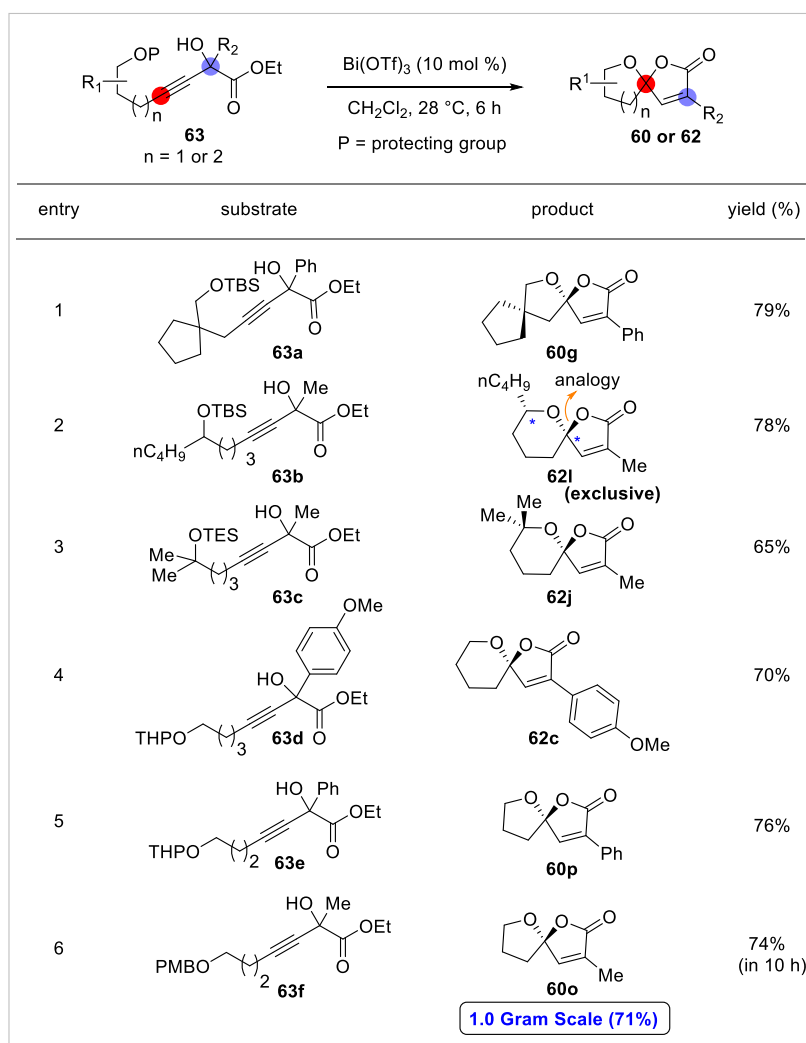 OP
R1
n
HO R2
OEt
O
63
n = 1 or 2
Bi(OTf)3 (10 mol %)
CH2Cl2, 28 °C, 6 h
P = protecting group
R1
O O O
n
R2
60 or 62
entry substrate product yield (%)
1
OTBS
HO Ph
OEt
O
63a
O O O
Ph
60g
79%
2
OTBS
nC4H9
3
HO Me
OEt
O
63b
nC4H9 analogy
O O O
* *
Me
62l
(exclusive)
78%
3
OTES
Me
Me
3
HO Me
OEt
O
63c
Me
Me O O O
Me
62j
65%
4
OMe
HO
OEt
O
THPO
3
63d
O O O
OMe
62c
70%
5
HO Ph
OEt
O
THPO
2
63e
O O O
Ph
60p
76%
6
HO Me
OEt
O
PMBO
2
63f
O O O
Me
60o
74%
(in 10 h)
1.0 Gram Scale (71%)